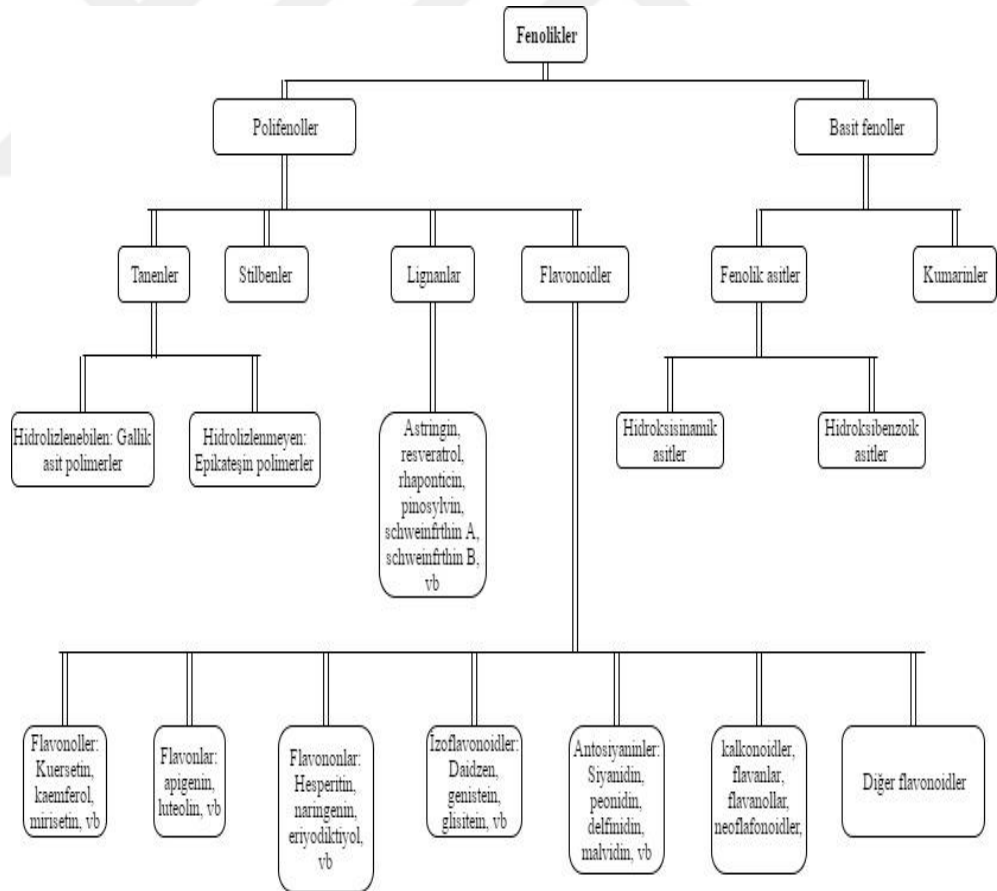 Fenolikler
Polifenoller
Basit fenoller
Tanenler
Stilbenler
Lignanlar
Flavonoidler
Fenolik asitler
Kumarinler
Hidrolizlenebilen: Gallik
asit polimerler
Hidrolizlenmeyen:
Epikateşin polimerler
Astringin,
resveratrol,
rhaponticin,
pinosylvin,
schweinfrthin A,
schweinfrthin B,
vb
Hidroksisinamik
asitler
Hidroksibenzoik
asitler
Flavonoller:
Kuersetin,
kaemferol,
mirisetin, vb
Flavonlar:
apigenin,
luteolin, vb
Flavononlar:
Hesperitin,
naringenin,
eriyodiktiyol,
vb
İzoflavonoidler:
Daidzen,
genistein,
glisitein, vb
Antosiyaninler:
Siyanidin,
peonidin,
delfinidin,
malvidin, vb
kalkonoidler,
flavanlar,
flavanollar,
neoflafonoidler,
Diğer flavonoidler